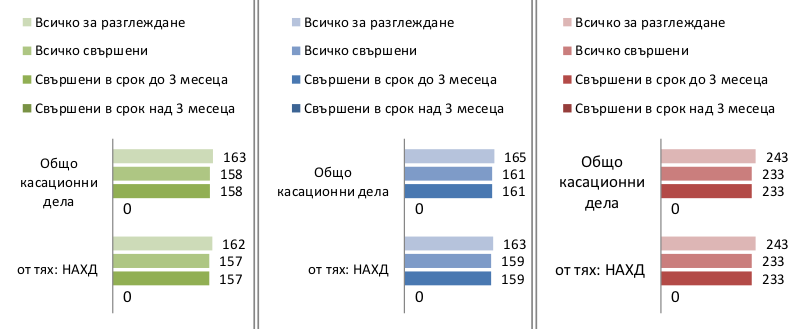 Всичко за разглеждане
Всичко свършени
Свършени в срок до 3 месеца
Свършени в срок над 3 месеца
Общо
касационни
дела
163
158
158
0
от тях: НАХД
162
157
157
0
Всичко за разглеждане
Всичко свършени
Свършени в срок до 3 месеца
Свършени в срок над 3 месеца
Общо
касационни дела
165
161
161
0
от тях: НАХД
163
159
159
0
Всичко за разглеждане
Всичко свършени
Свършени в срок до 3 месеца
Свършени в срок над 3 месеца
Общо
касационни
дела
243
233
233
0
от тях: НАХД
243
233
233
0